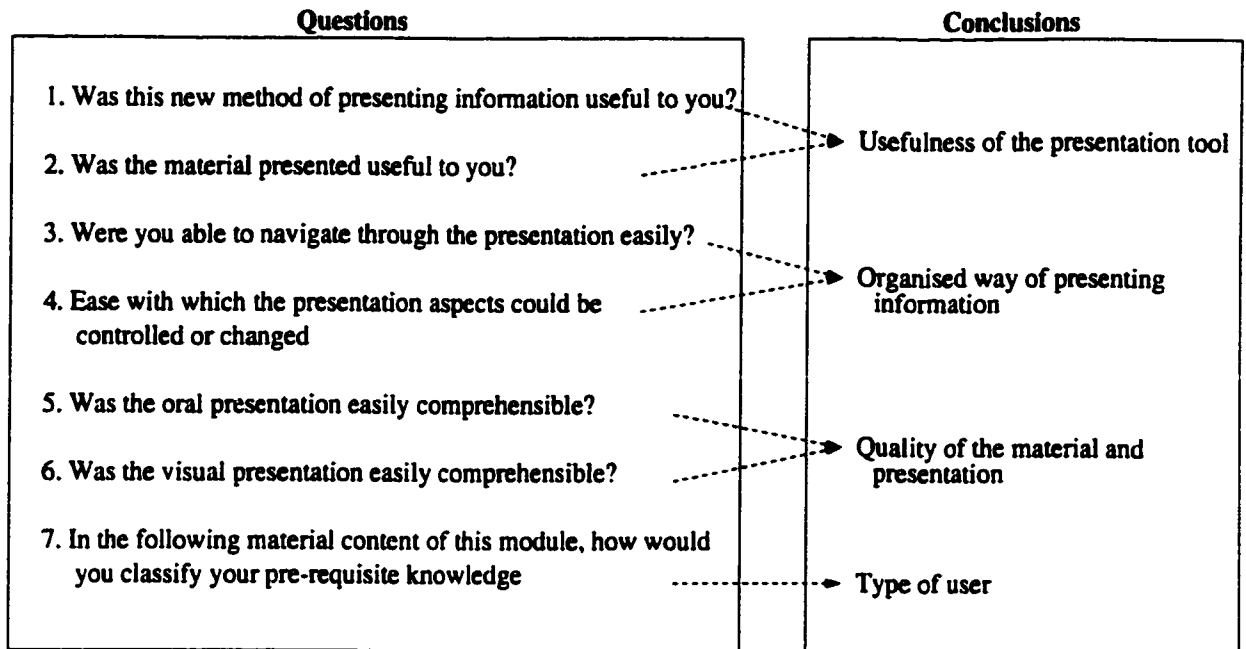 Questions
1. Was this new method of presenting information useful to you?
2. Was the material presented useful to you?
3. Were you able to navigate through the presentation easily?
4. Ease with which the presentation aspects could be
controlled or changed
5. Was the oral presentation easily comprehensible?
6. Was the visual presentation easily comprehensible?
7. In the following material content of this module, how would
you classify your pre-requisite knowledge
Conclusions
Usefulness of the presentation tool
Organised way of presenting
information
Quality of the material and
presentation
Type of user